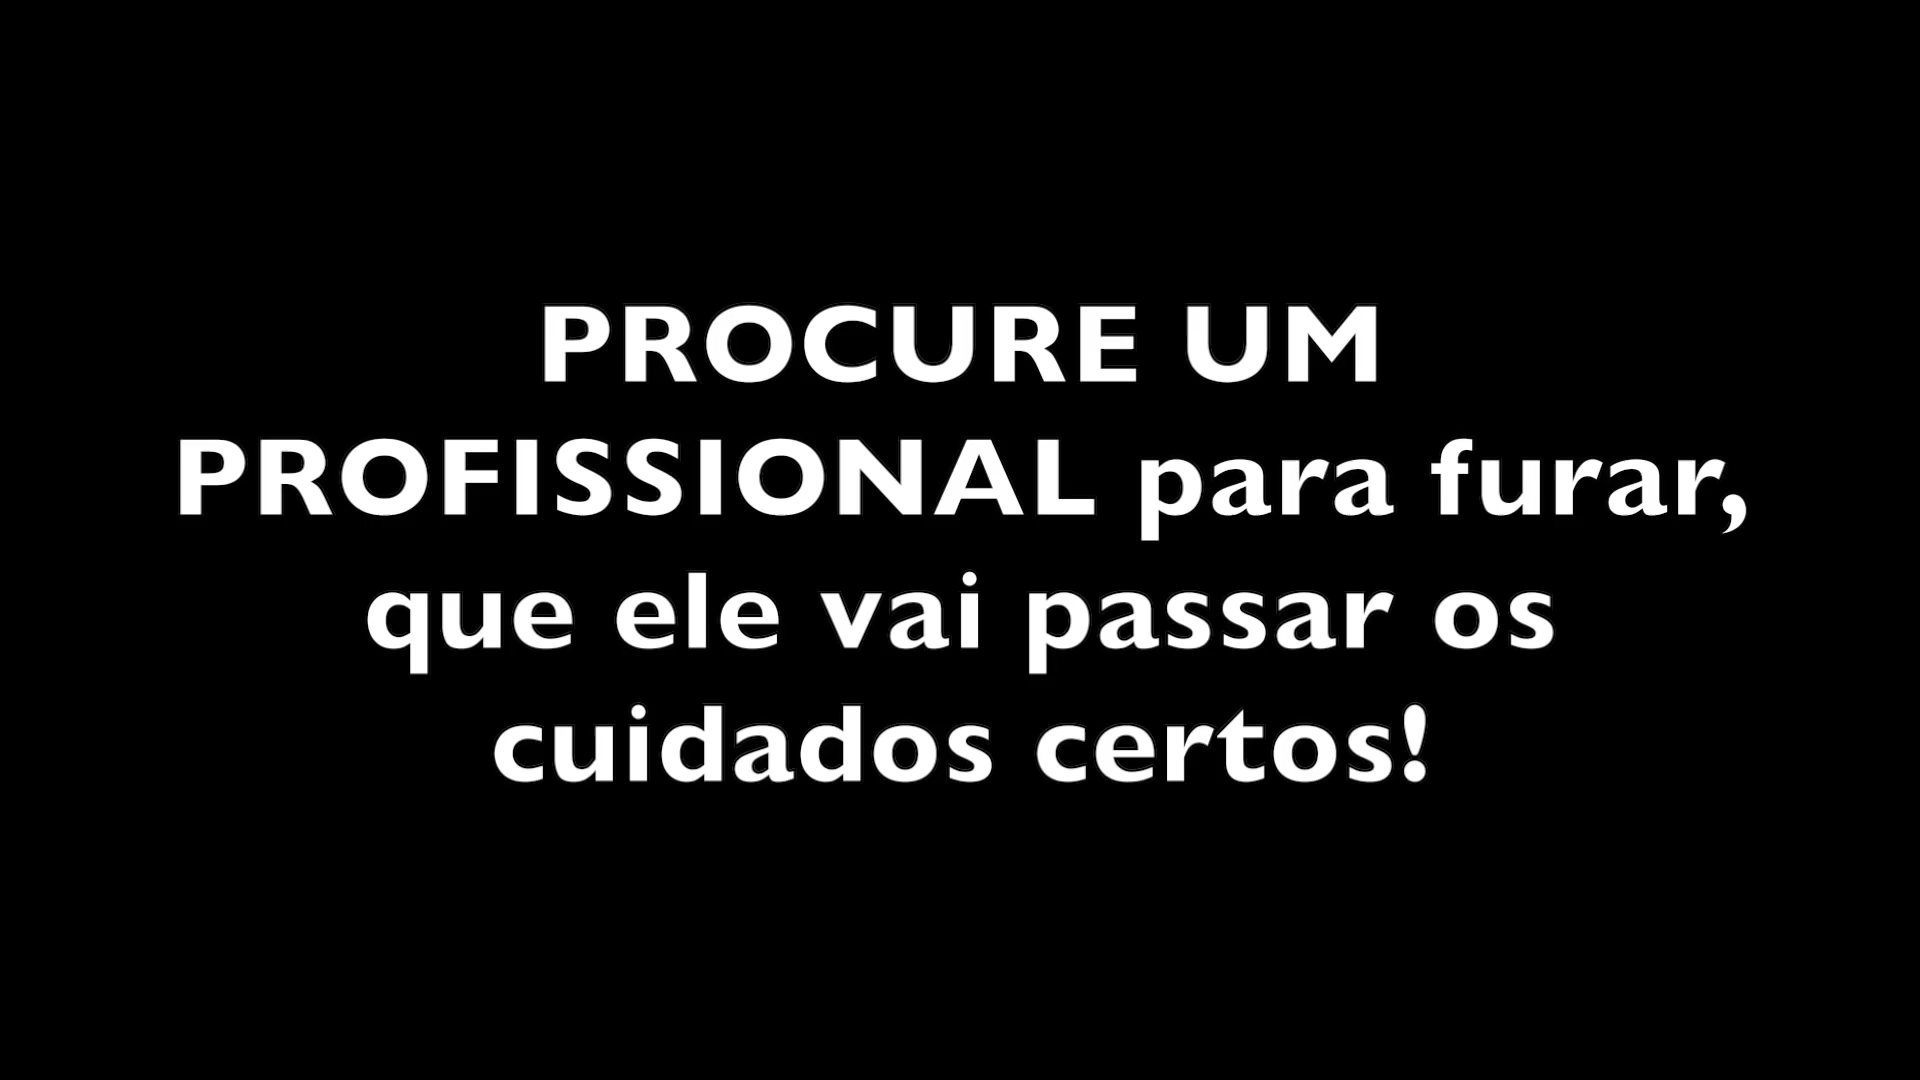 PROCURE UM
PROFISSIONAL para furar,
que ele vai passar os
cuidados certos!